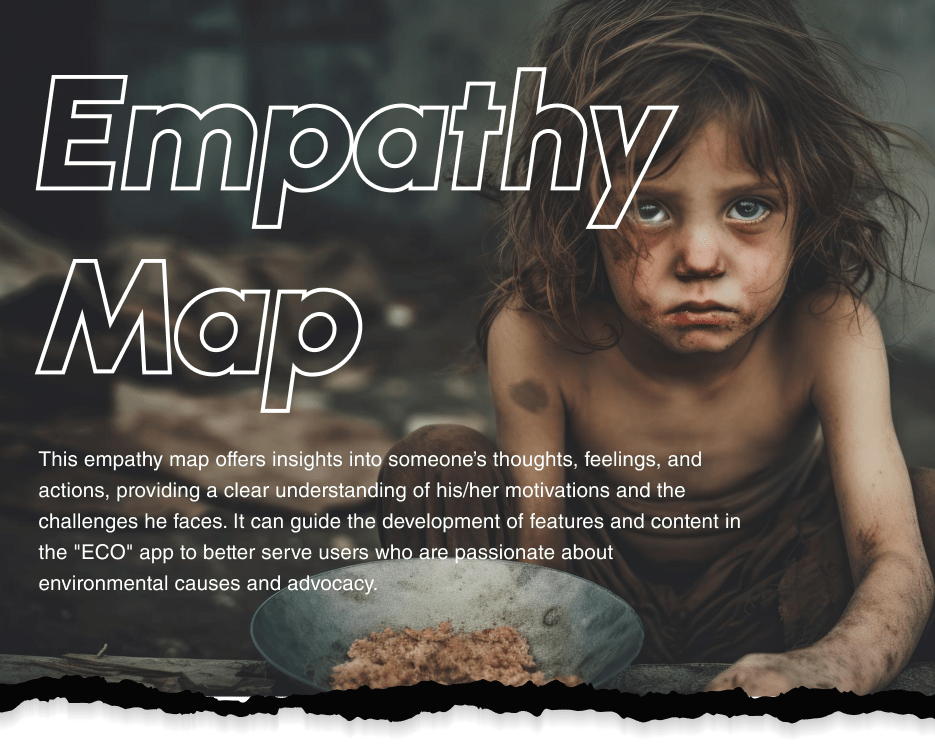 Empathy
Map
This empathy map offers insights into someone's thoughts, feelings, and
actions, providing a clear understanding of his/her motivations and the
challenges he faces. It can guide the development of features and content in
the "ECO" app to better serve users who are passionate about
environmental causes and advocacy.